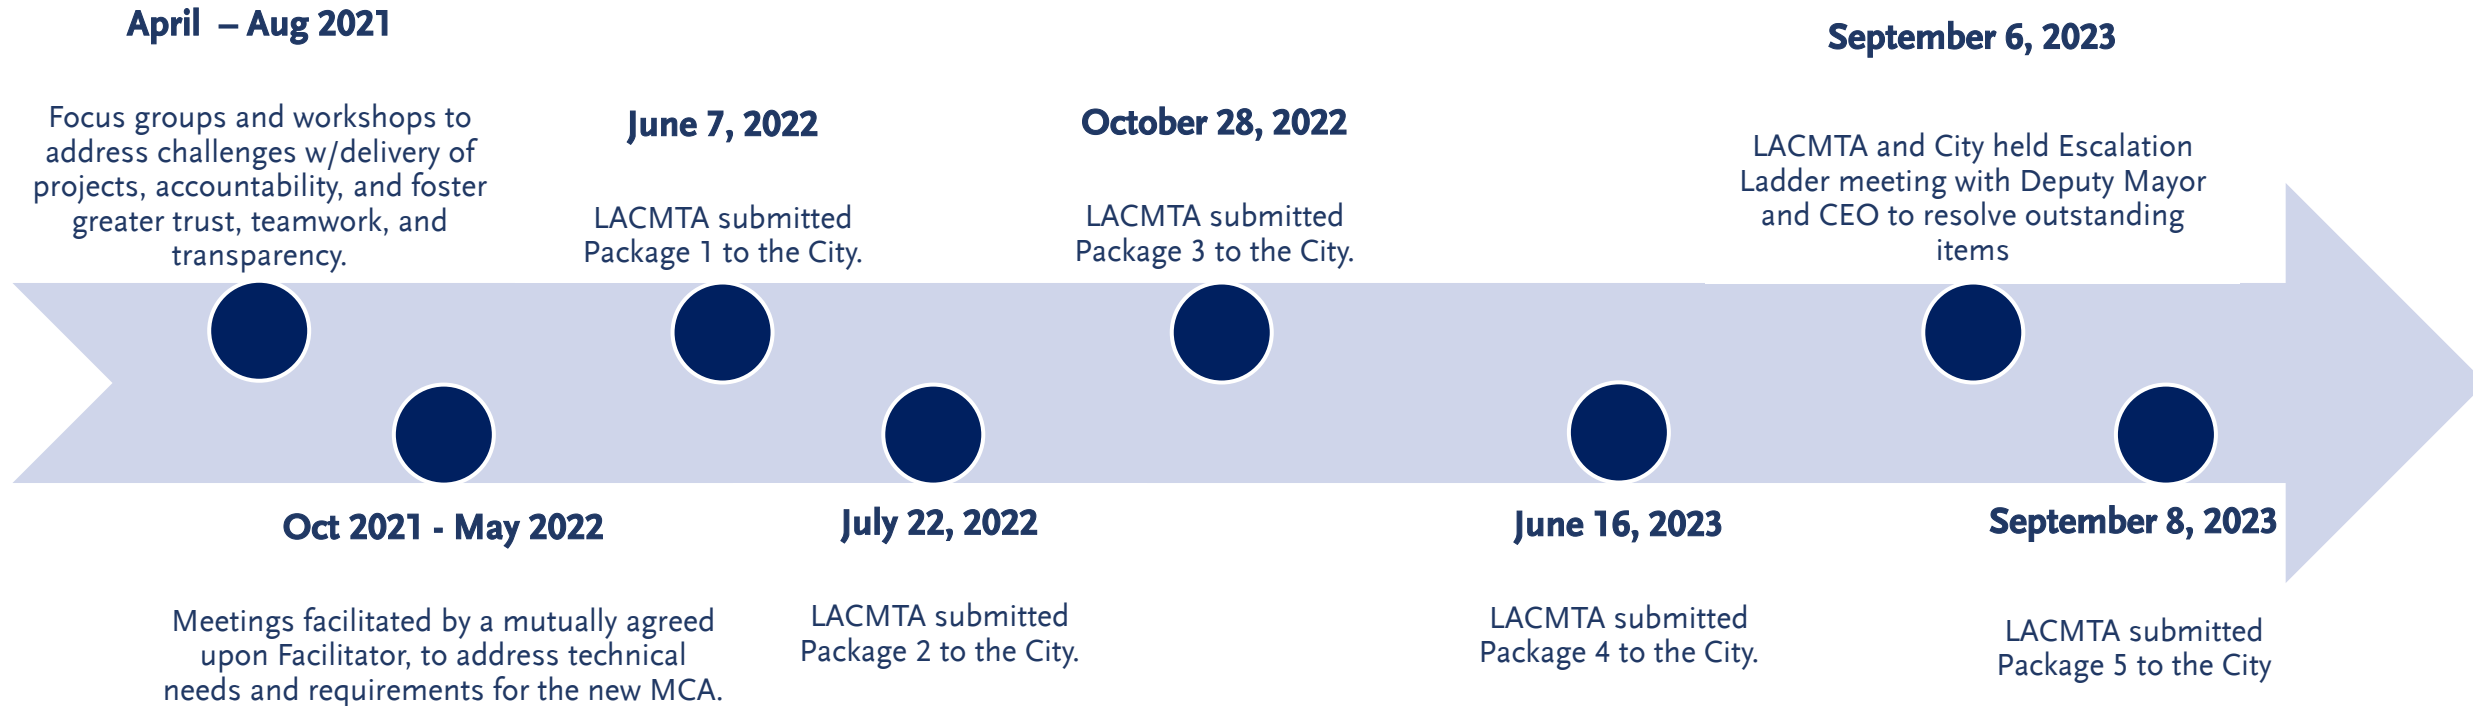 April – Aug 2021
Focus groups and workshops to
address challenges w/delivery of
projects, accountability, and foster
greater trust, teamwork, and
transparency.
Oct 2021 - May 2022
Meetings facilitated by a mutually agreed
upon Facilitator, to address technical
needs and requirements for the new MCA.
June 7, 2022
LACMTA submitted
Package 1 to the City.
July 22, 2022
LACMTA submitted
Package 2 to the City.
October 28, 2022
LACMTA submitted
Package 3 to the City.
June 16, 2023
LACMTA submitted
Package 4 to the City.
September 6, 2023
LACMTA and City held Escalation
Ladder meeting with Deputy Mayor
and CEO to resolve outstanding
items
September 8, 2023
LACMTA submitted
Package 5 to the City